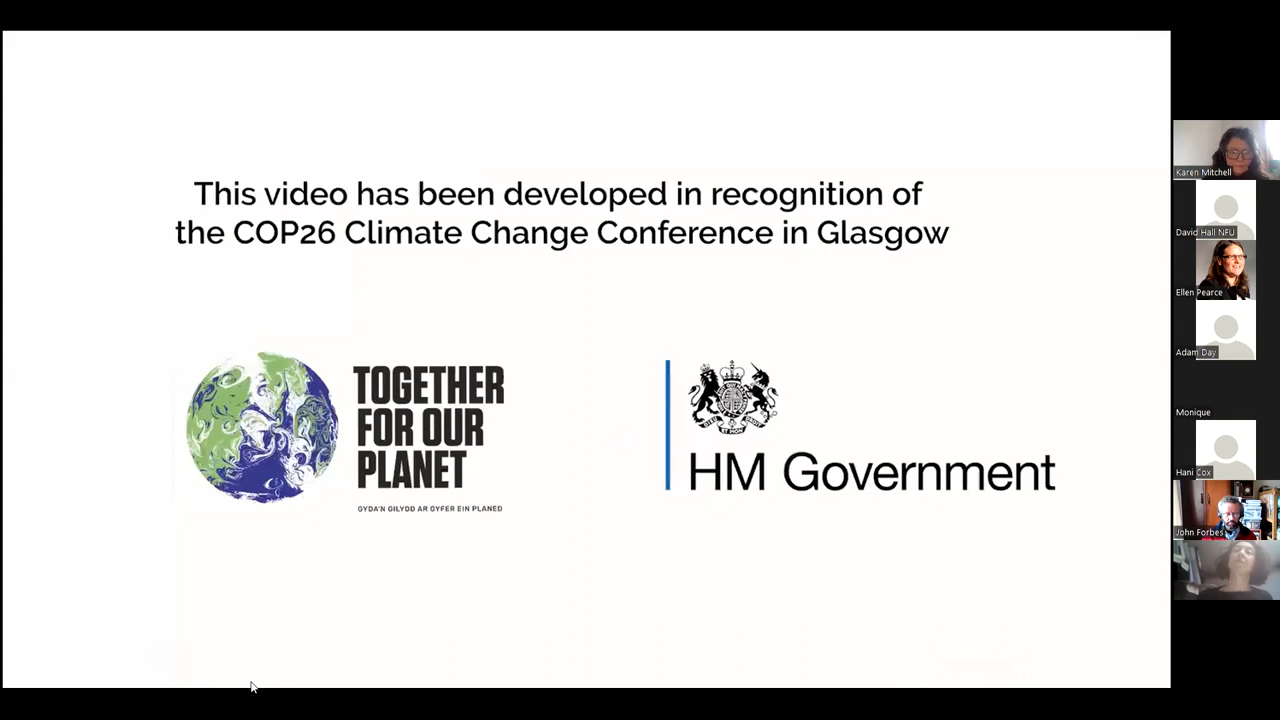 This video has been developed in recognition of
the COP26 Climate Change Conference in Glasgow
TOGETHER
FOR OUR
PLANET
GYDA'N GILYDD AR GYFER EIN PLANED
HM Government
Karen Mitchell
David Hall NFU
Ellen Pearce
Adam Day
Monique
Hani Cox
John Forbes